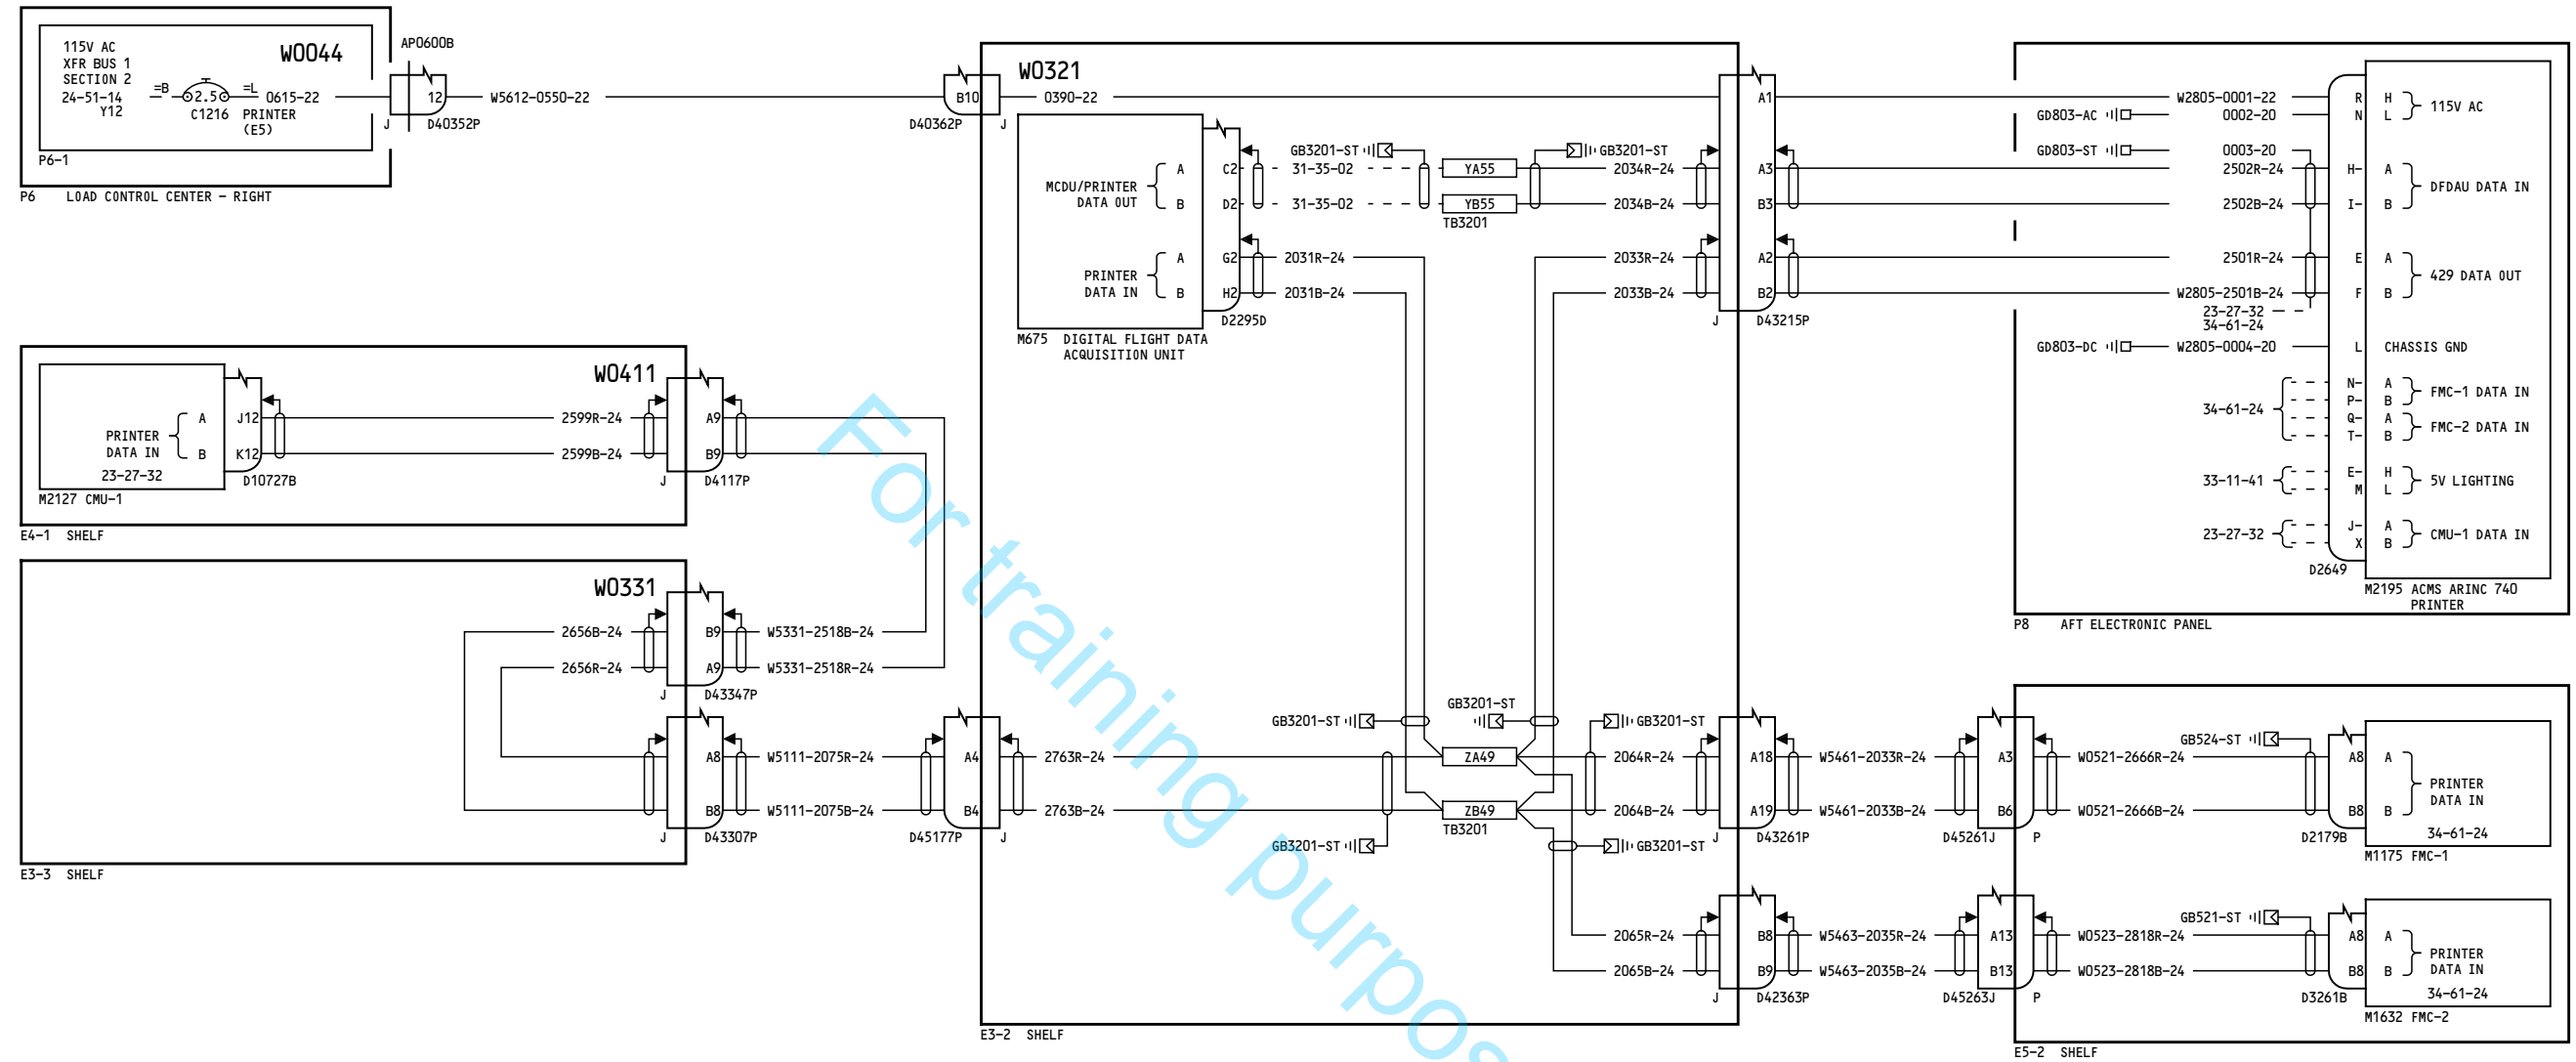 115V AC
XFR BUS 1
SECTION 2
24-51-14
Y12
=B
2.5
C1216
=L
0615-22
PRINTER
(E5)
W0044
P6-1
P6 LOAD CONTROL CENTER - RIGHT
AP0600B
J
12
D40352P
W5612-0550-22
B10
D40362P
J
W0321
0390-22
MCDU/PRINTER
DATA OUT
A
B
PRINTER
DATA IN
A
B
C2
D2
G2
H2
D2295D
M675 DIGITAL FLIGHT DATA
ACQUISITION UNIT
31-35-02
31-35-02
GB3201-ST
YA55
YB55
TB3201
GB3201-ST
2034R-24
2034B-24
2031R-24
2031B-24
2033R-24
2033B-24
A1
A3
B3
A2
B2
J
D43215P
W2805-0001-22
GD803-AC
0002-20
GD803-ST
0003-20
2502R-24
2502B-24
2501R-24
W2805-2501B-24
23-27-32
34-61-24
GD803-DC
W2805-0004-20
34-61-24
33-11-41
23-27-32
R H
N L
115V AC
H- A
I- B
DFDAU DATA IN
E A
F B
429 DATA OUT
L CHASSIS GND
N- A
P- B
FMC-1 DATA IN
Q- A
T- B
FMC-2 DATA IN
E- H
M L
5V LIGHTING
J- A
X B
CMU-1 DATA IN
D2649
M2195 ACMS ARINC 740
PRINTER
P8 AFT ELECTRONIC PANEL
W0411
PRINTER
DATA IN
A
B
23-27-32
M2127 CMU-1
J12
K12
D10727B
2599R-24
2599B-24
J
A9
B9
D4117P
E4-1 SHELF
W0331
2656B-24
2656R-24
B9
A9
J
D43347P
W5331-2518B-24
W5331-2518R-24
A8
B8
J
D43307P
W5111-2075R-24
W5111-2075B-24
E3-3 SHELF
A4
B4
D45177P
J
2763R-24
2763B-24
GB3201-ST
GB3201-ST
GB3201-ST
ZA49
ZB49
TB3201
GB3201-ST
GB3201-ST
2064R-24
2064B-24
2065R-24
2065B-24
E3-2 SHELF
A18
A19
J
D43261P
W5461-2033R-24
W5461-2033B-24
A3
B6
D45261J
P
W0521-2666R-24
W0521-2666B-24
GB524-ST
A8 A
B8 B
PRINTER
DATA IN
34-61-24
D2179B
M1175 FMC-1
B8
B9
J
D42363P
W5463-2035R-24
W5463-2035B-24
A13
B13
D45263J
P
W0523-2818R-24
W0523-2818B-24
GB521-ST
A8 A
B8 B
PRINTER
DATA IN
34-61-24
D3261B
M1632 FMC-2
E5-2 SHELF
For training purpos